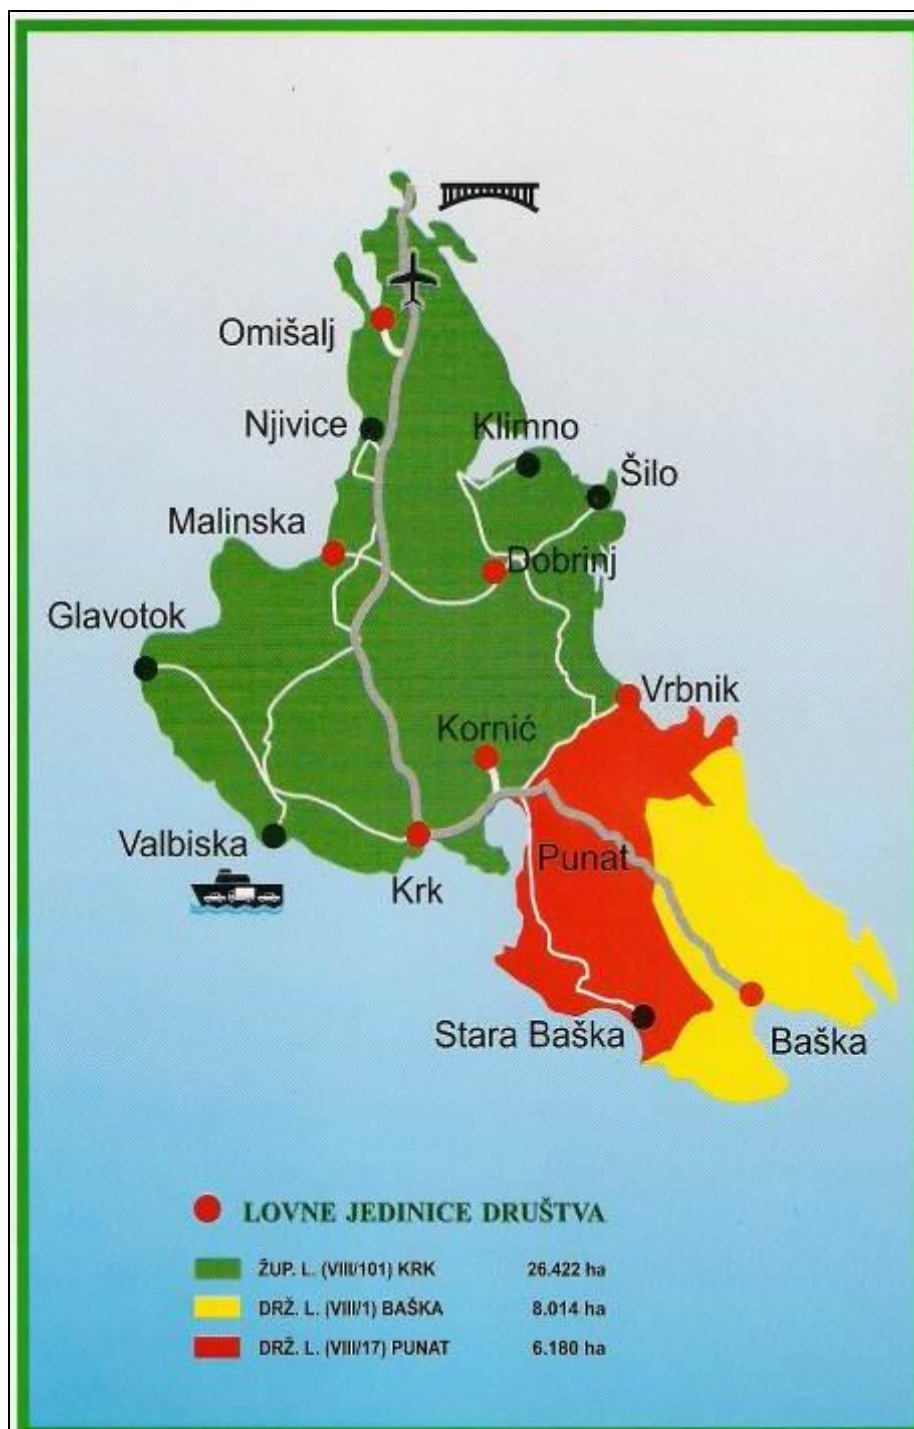 Omišalj
Njivice
Klimno
Šilo
Malinska
Dobrinj
Glavotok
Vrbnik
Kornić
Valbiska
Punat
Krk
Stara Baška
Baška
LOVNE JEDINICE DRUŠTVA
ŽUP. L. (VIII/101) KRK 26.422 ha
DRŽ. L. (VIII/1) BAŠKA 8.014 ha
DRŽ. L. (VIII/17) PUNAT 6.180 ha